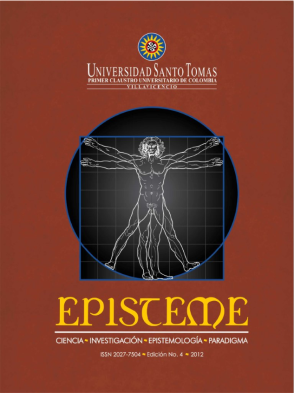 UNIVERSIDAD SANTO TOMAS
PRIMER CLAUSTRO UNIVERSITARIO DE COLOMBIA
VILLAVICENCIO
EPISTEME
CIENCIA INVESTIGACIÓN EPISTEMOLOGÍA PARADIGMA
ISSN 2027-7504 Edición No. 4 2012